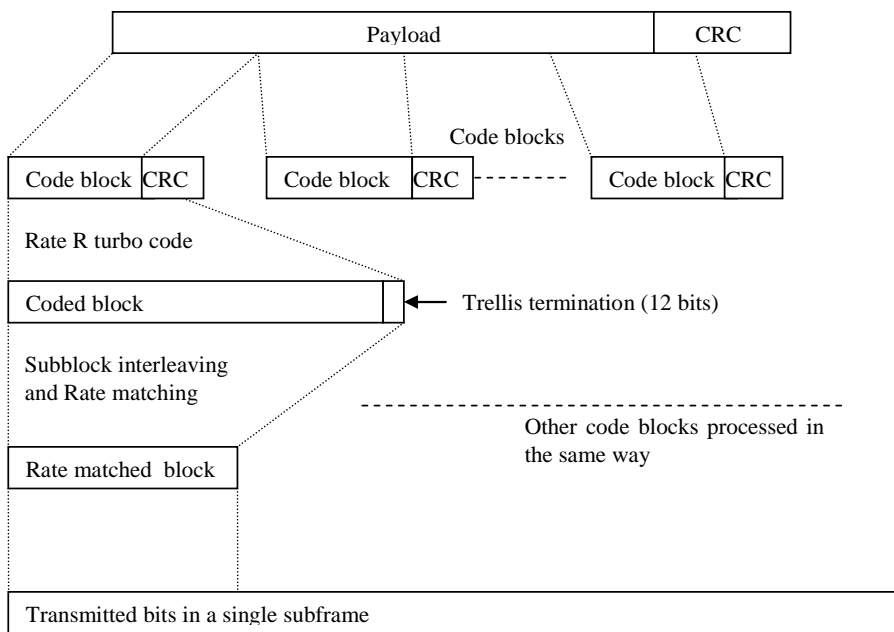 Payload CRC
Code blocks
Code block CRC Code block CRC Code block CRC
Rate R turbo code
Coded block
Trellis termination (12 bits)
Subblock interleaving
and Rate matching
Other code blocks processed in
the same way
Rate matched block
Transmitted bits in a single subframe